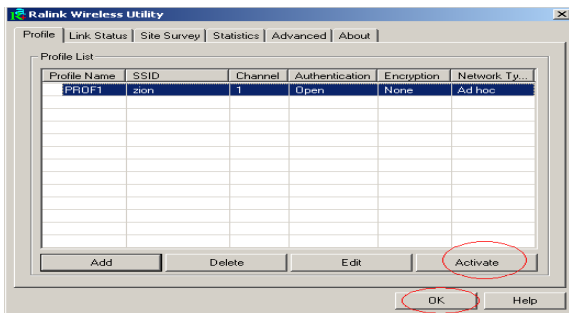 Ralink Wireless Utility
Profile Link Status Site Survey Statistics Advanced About
Profile List
Profile Name SSID Channel Authentication Encryption Network Ty...
PROF1 zion 1 Open None Ad hoc
Add Delete Edit Activate
OK Help